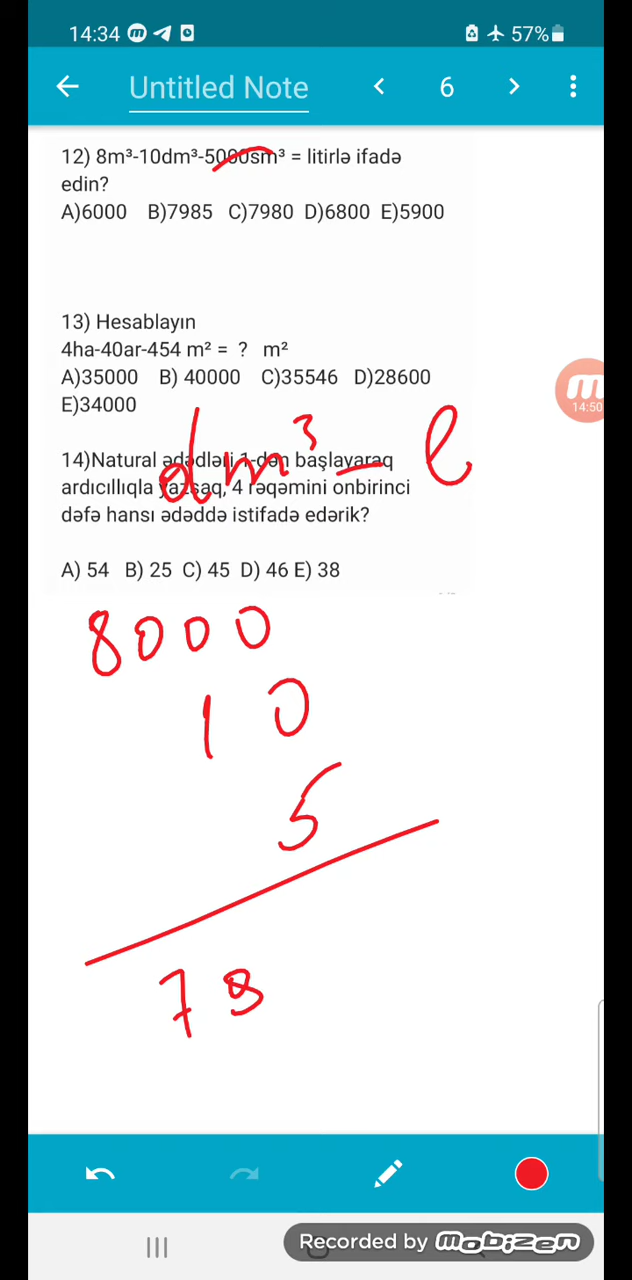 14:34 57%
Untitled Note < 6 >
12) 8m³-10dm³-5000sm³ = litirlə ifadə
edin?
A)6000 B)7985 C)7980 D)6800 E)5900
13) Hesablayın
4ha-40ar-454 m² = ? m²
A)35000 B) 40000 C)35546 D)28600
E)34000
14:50
dm³ – l
14)Natural ədədləri 1-dən başlayaraq
ardıcıllıqla yazsaq, 4 rəqəmini onbirinci
dəfə hansı ədəddə istifadə edərik?
A) 54 B) 25 C) 45 D) 46 E) 38
8000
10
5
78
Recorded by mobizen